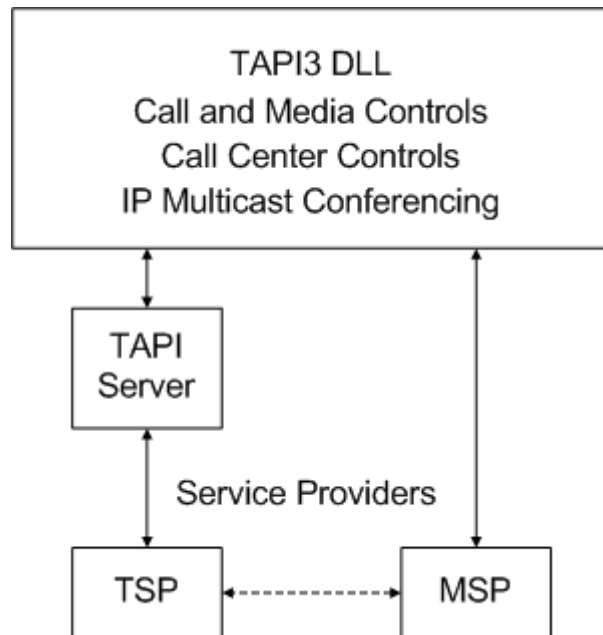 TAPI3 DLL
Call and Media Controls
Call Center Controls
IP Multicast Conferencing
TAPI
Server
Service Providers
TSP
MSP